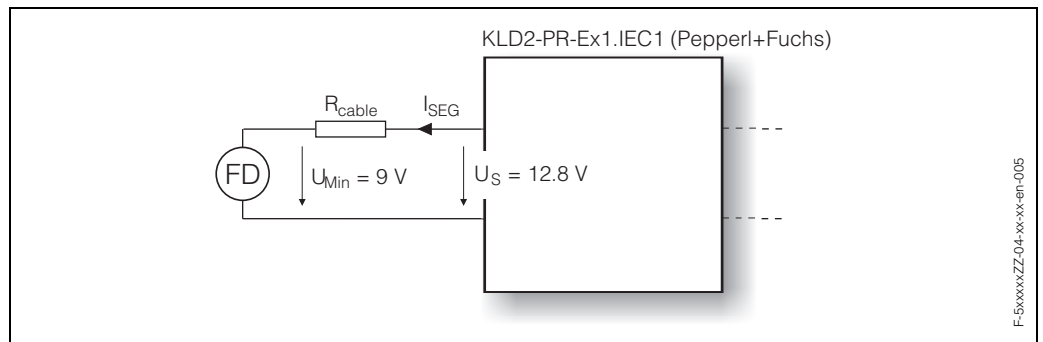 KLD2-PR-Ex1.IEC1 (Pepperl+Fuchs)
Rcable
ISEG
FD
UMin = 9 V
US = 12.8 V
F-5xxxxxZZ-04-xx-xx-en-005